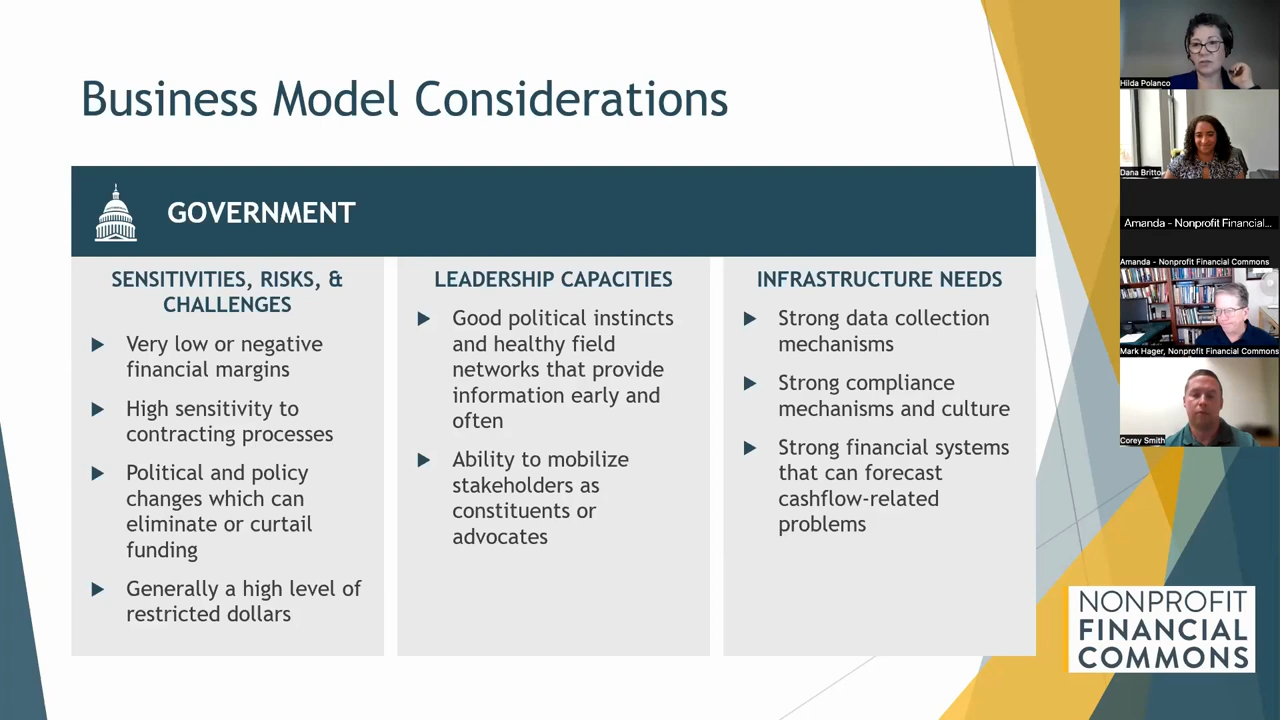 Business Model Considerations
GOVERNMENT
SENSITIVITIES, RISKS, &
CHALLENGES
Very low or negative
financial margins
High sensitivity to
contracting processes
Political and policy
changes which can
eliminate or curtail
funding
Generally a high level of
restricted dollars
LEADERSHIP CAPACITIES
Good political instincts
and healthy field
networks that provide
information early and
often
Ability to mobilize
stakeholders as
constituents or
advocates
INFRASTRUCTURE NEEDS
Strong data collection
mechanisms
Strong compliance
mechanisms and culture
Strong financial systems
that can forecast
cashflow-related
problems
Hilda Polanco
Dana Britto
Amanda - Nonprofit Financial...
Amanda - Nonprofit Financial Commons
Mark Hager, Nonprofit Financial Commons
Corey Smith
NONPROFIT
FINANCIAL
COMMONS